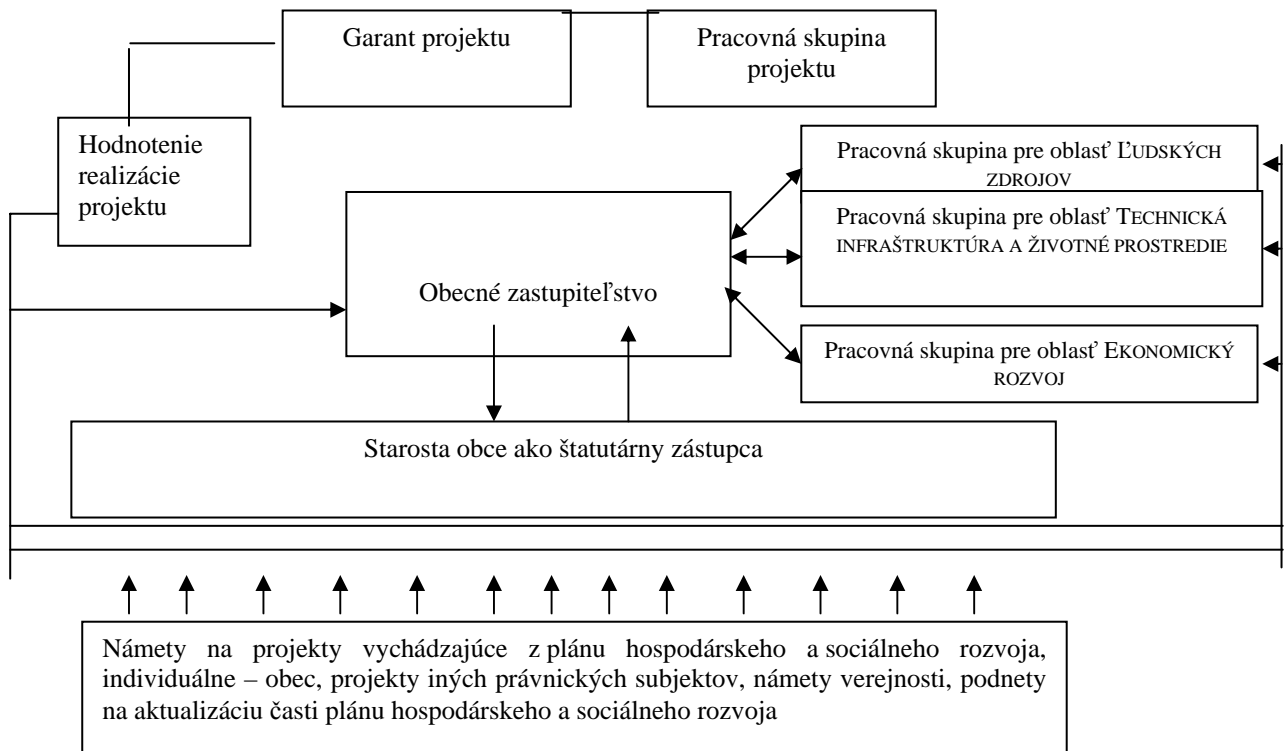 Garant projektu
Pracovná skupina
projektu
Hodnotenie
realizácie
projektu
Pracovná skupina pre oblasť ĽUDSKÝCH
ZDROJOV
Pracovná skupina pre oblasť TECHNICKÁ
INFRAŠTRUKTÚRA A ŽIVOTNÉ PROSTREDIE
Obecné zastupiteľstvo
Pracovná skupina pre oblasť EKONOMICKÝ
ROZVOJ
Starosta obce ako štatutárny zástupca
Námety na projekty vychádzajúce z plánu hospodárskeho a sociálneho rozvoja,
individuálne – obec, projekty iných právnických subjektov, námety verejnosti, podnety
na aktualizáciu časti plánu hospodárskeho a sociálneho rozvoja